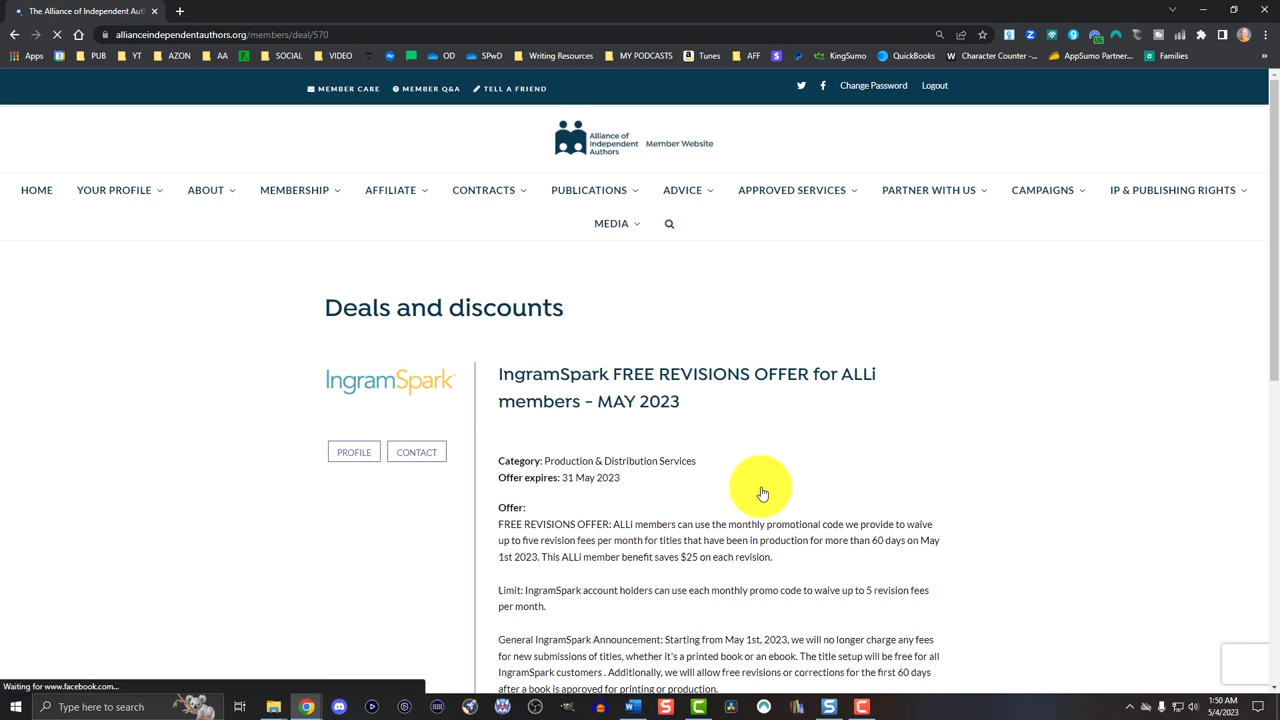 The Alliance of Independent Aut
allianceindependentauthors.org/members/deal/570
PUB
YT
AZON
AA
SOCIAL
VIDEO
OD
SPwD
Writing Resources
MY PODCASTS
Tunes
AFF
KingSumo
QuickBooks
Character Counter -...
AppSumo Partner...
Families
MEMBER CARE
MEMBER Q&A
TELL A FRIEND
Change Password
Logout
Alliance of
Independent
Authors
Member Website
HOME
YOUR PROFILE
ABOUT
MEMBERSHIP
AFFILIATE
CONTRACTS
PUBLICATIONS
ADVICE
APPROVED SERVICES
PARTNER WITH US
CAMPAIGNS
IP & PUBLISHING RIGHTS
MEDIA
Deals and discounts
IngramSpark
PROFILE
CONTACT
IngramSpark FREE REVISIONS OFFER for ALLi
members - MAY 2023
Category: Production & Distribution Services
Offer expires: 31 May 2023
Offer:
FREE REVISIONS OFFER: ALLi members can use the monthly promotional code we provide to waive
up to five revision fees per month for titles that have been in production for more than 60 days on May
1st 2023. This ALLi member benefit saves $25 on each revision.
Limit: IngramSpark account holders can use each monthly promo code to waive up to 5 revision fees
per month.
General IngramSpark Announcement: Starting from May 1st, 2023, we will no longer charge any fees
for new submissions of titles, whether it's a printed book or an ebook. The title setup will be free for all
IngramSpark customers . Additionally, we will allow free revisions or corrections for the first 60 days
after a book is approved for printing or production.
Waiting for www.facebook.com...
Type here to search
1:50 AM
5/4/2023